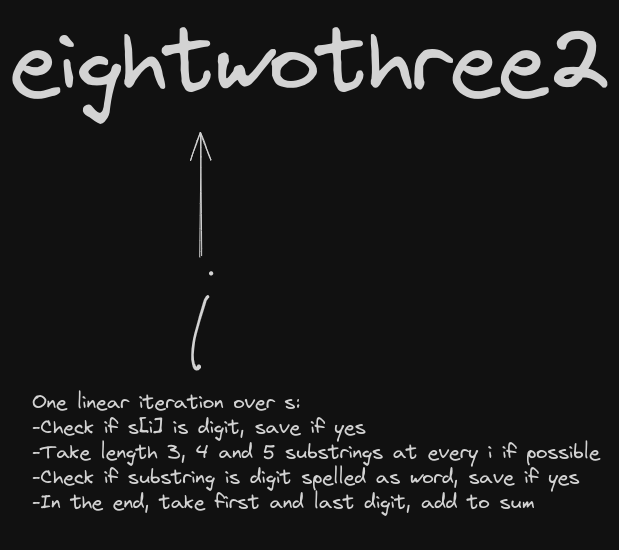 eightwothree2
i
One linear iteration over s:
-Check if s[i] is digit, save if yes
-Take length 3, 4 and 5 substrings at every i if possible
-Check if substring is digit spelled as word, save if yes
-In the end, take first and last digit, add to sum